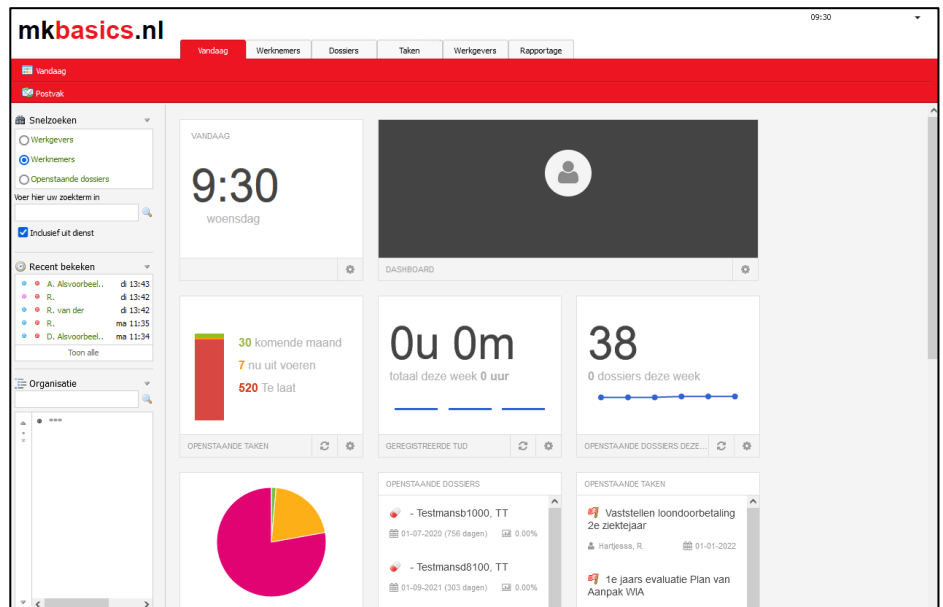 09:30
mkbasics.nl
Vandaag Werknemers Dossiers Taken Werkgevers Rapportage
Vandaag
Postvak
Snelzoeken
Werkgevers
Werknemers
Openstaande dossiers
Voer hier uw zoekterm in
Inclusief uit dienst
Recent bekeken
A. Alsvoorbeel.. di 13:43
R. di 13:42
R. van der di 13:42
R. ma 11:35
D. Alsvoorbeel.. ma 11:34
Toon alle
Organisatie
***
VANDAAG
9:30
woensdag
DASHBOARD
30 komende maand
7 nu uit voeren
520 Te laat
OPENSTAANDE TAKEN
0u 0m
totaal deze week 0 uur
GEREGISTREERDE TIJD
38
0 dossiers deze week
OPENSTAANDE DOSSIERS DEZE...
OPENSTAANDE DOSSIERS
- Testmansb1000, TT
01-07-2020 (756 dagen) 0.00%
- Testmansd8100, TT
01-09-2021 (303 dagen) 0.00%
OPENSTAANDE TAKEN
Vaststellen loondoorbetaling
2e ziektejaar
Hartjesss, R. 01-01-2022
1e jaars evaluatie Plan van
Aanpak WIA